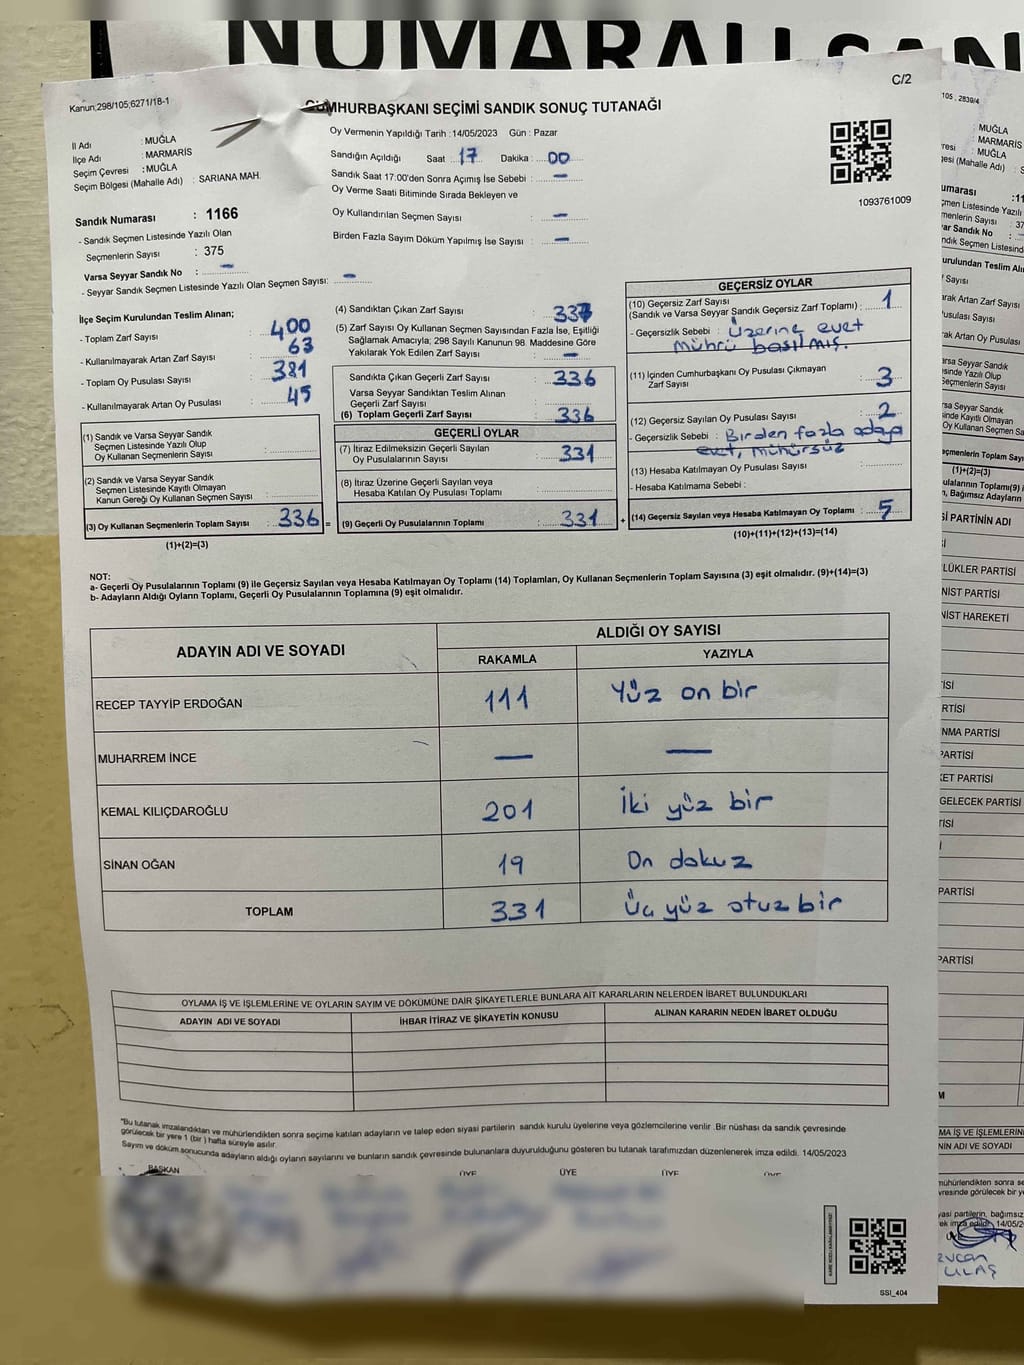 NUMARALI SAN
C/2
Kanun;298/105;6271/18-1
CUMHURBAŞKANI SEÇİMİ SANDIK SONUÇ TUTANAĞI
İl Adı : MUĞLA
İlçe Adı : MARMARİS
Seçim Çevresi : MUĞLA
Seçim Bölgesi (Mahalle Adı) : SARIANA MAH.
Sandık Numarası : 1166
- Sandık Seçmen Listesinde Yazılı Olan
Seçmenlerin Sayısı : 375
Varsa Seyyar Sandık No : –
- Seyyar Sandık Seçmen Listesinde Yazılı Olan Seçmen Sayısı: –
Oy Vermenin Yapıldığı Tarih : 14/05/2023 Gün : Pazar
Sandığın Açıldığı Saat : 17 Dakika : 00
Sandık Saat 17:00'den Sonra Açımış İse Sebebi : –
Oy Verme Saati Bitiminde Sırada Bekleyen ve
Oy Kullandırılan Seçmen Sayısı : –
Birden Fazla Sayım Döküm Yapılmış İse Sayısı : –
1093761009
İlçe Seçim Kurulundan Teslim Alınan;
- Toplam Zarf Sayısı : 400
- Kullanılmayarak Artan Zarf Sayısı : 63
- Toplam Oy Pusulası Sayısı : 381
- Kullanılmayarak Artan Oy Pusulası : 45
(1) Sandık ve Varsa Seyyar Sandık
Seçmen Listesinde Yazılı Olup
Oy Kullanan Seçmenlerin Sayısı :
(2) Sandık ve Varsa Seyyar Sandık
Seçmen Listesinde Kayıtlı Olmayan
Kanun Gereği Oy Kullanan Seçmen Sayısı :
(3) Oy Kullanan Seçmenlerin Toplam Sayısı : 336 =
(1)+(2)=(3)
(4) Sandıktan Çıkan Zarf Sayısı : 337
(5) Zarf Sayısı Oy Kullanan Seçmen Sayısından Fazla İse, Eşitliği
Sağlamak Amacıyla; 298 Sayılı Kanunun 98. Maddesine Göre
Yakılarak Yok Edilen Zarf Sayısı : –
Sandıkta Çıkan Geçerli Zarf Sayısı : 336
Varsa Seyyar Sandıktan Teslim Alınan
Geçerli Zarf Sayısı :
(6) Toplam Geçerli Zarf Sayısı : 336
GEÇERLİ OYLAR
(7) İtiraz Edilmeksizin Geçerli Sayılan
Oy Pusulalarının Sayısı : 331
(8) İtiraz Üzerine Geçerli Sayılan veya
Hesaba Katılan Oy Pusulası Toplamı :
(9) Geçerli Oy Pusulalarının Toplamı : 331 +
GEÇERSİZ OYLAR
(10) Geçersiz Zarf Sayısı
(Sandık ve Varsa Seyyar Sandık Geçersiz Zarf Toplamı) : 1
- Geçersizlik Sebebi : Üzerine evet
mührü basılmış.
(11) İçinden Cumhurbaşkanı Oy Pusulası Çıkmayan
Zarf Sayısı : 3
(12) Geçersiz Sayılan Oy Pusulası Sayısı : 2
- Geçersizlik Sebebi : Birden fazla adaya
evet, mühürsüz
(13) Hesaba Katılmayan Oy Pusulası Sayısı :
- Hesaba Katılmama Sebebi :
(14) Geçersiz Sayılan veya Hesaba Katılmayan Oy Toplamı : 5
(10)+(11)+(12)+(13)=(14)
NOT:
a- Geçerli Oy Pusulalarının Toplamı (9) ile Geçersiz Sayılan veya Hesaba Katılmayan Oy Toplamı (14) Toplamları, Oy Kullanan Seçmenlerin Toplam Sayısına (3) eşit olmalıdır. (9)+(14)=(3)
b- Adayların Aldığı Oyların Toplamı, Geçerli Oy Pusulalarının Toplamına (9) eşit olmalıdır.
ADAYIN ADI VE SOYADI ALDIĞI OY SAYISI
RAKAMLA YAZIYLA
RECEP TAYYİP ERDOĞAN 111 Yüz on bir
MUHARREM İNCE — —
KEMAL KILIÇDAROĞLU 201 İki yüz bir
SİNAN OĞAN 19 On dokuz
TOPLAM 331 Üç yüz otuz bir
OYLAMA İŞ VE İŞLEMLERİNE VE OYLARIN SAYIM VE DÖKÜMÜNE DAİR ŞİKAYETLERLE BUNLARA AİT KARARLARIN NELERDEN İBARET BULUNDUKLARI
ADAYIN ADI VE SOYADI İHBAR İTİRAZ VE ŞİKAYETİN KONUSU ALINAN KARARIN NEDEN İBARET OLDUĞU
"Bu tutanak imzalandıktan ve mühürlendikten sonra seçime katılan adayların ve talep eden siyasi partilerin sandık kurulu üyelerine veya gözlemcilerine verilir. Bir nüshası da sandık çevresinde
görülecek bir yere 1 (bir ) hafta süreyle asılır.
Sayım ve döküm sonucunda adayların aldığı oyların sayılarını ve bunların sandık çevresinde bulunanlara duyurulduğunu gösteren bu tutanak tarafımızdan düzenlenerek imza edildi. 14/05/2023
BAŞKAN ÜYE ÜYE ÜYE
SSI_404
105 , 2839/4
: MUĞLA
: MARMARİS
: MUĞLA
LÜKLER PARTİSİ
NİST PARTİSİ
NİST HAREKETİ
NMA PARTİSİ
KET PARTİSİ
GELECEK PARTİSİ
PARTİSİ
PARTİSİ
ULAŞ